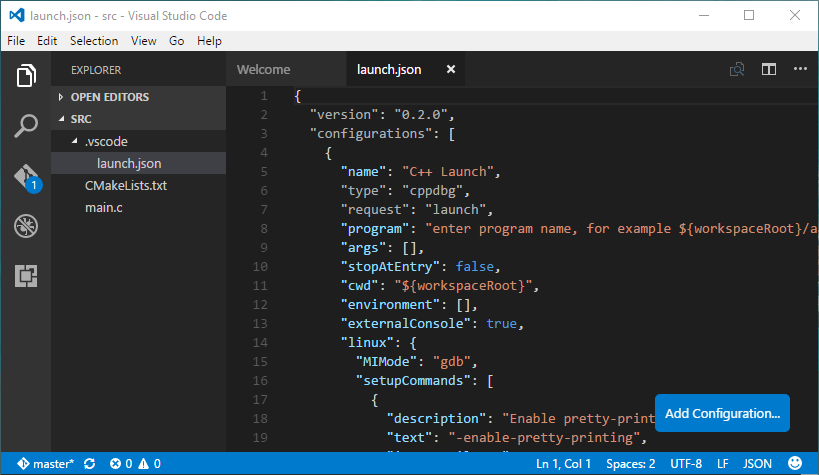 launch.json - src - Visual Studio Code
File Edit Selection View Go Help
EXPLORER
OPEN EDITORS
SRC
.vscode
launch.json
CMakeLists.txt
main.c
1
Welcome
launch.json
1 {
2 "version": "0.2.0",
3 "configurations": [
4 {
5 "name": "C++ Launch",
6 "type": "cppdbg",
7 "request": "launch",
8 "program": "enter program name, for example ${workspaceRoot}/a
9 "args": [],
10 "stopAtEntry": false,
11 "cwd": "${workspaceRoot}",
12 "environment": [],
13 "externalConsole": true,
14 "linux": {
15 "MIMode": "gdb",
16 "setupCommands": [
17 {
18 "description": "Enable pretty-print
19 "text": "-enable-pretty-printing",
Add Configuration...
master* 0 0 Ln 1, Col 1 Spaces: 2 UTF-8 LF JSON